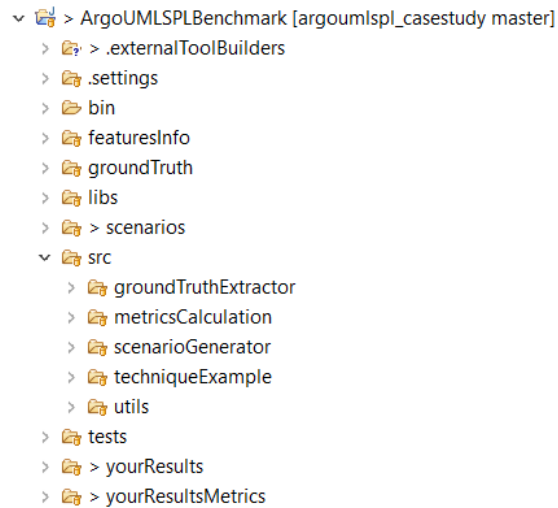 > ArgoUMLSPLBenchmark [argoumlspl_casestudy master]
> .externalToolBuilders
.settings
bin
featuresInfo
groundTruth
libs
> scenarios
src
groundTruthExtractor
metricsCalculation
scenarioGenerator
techniqueExample
utils
tests
> yourResults
> yourResultsMetrics